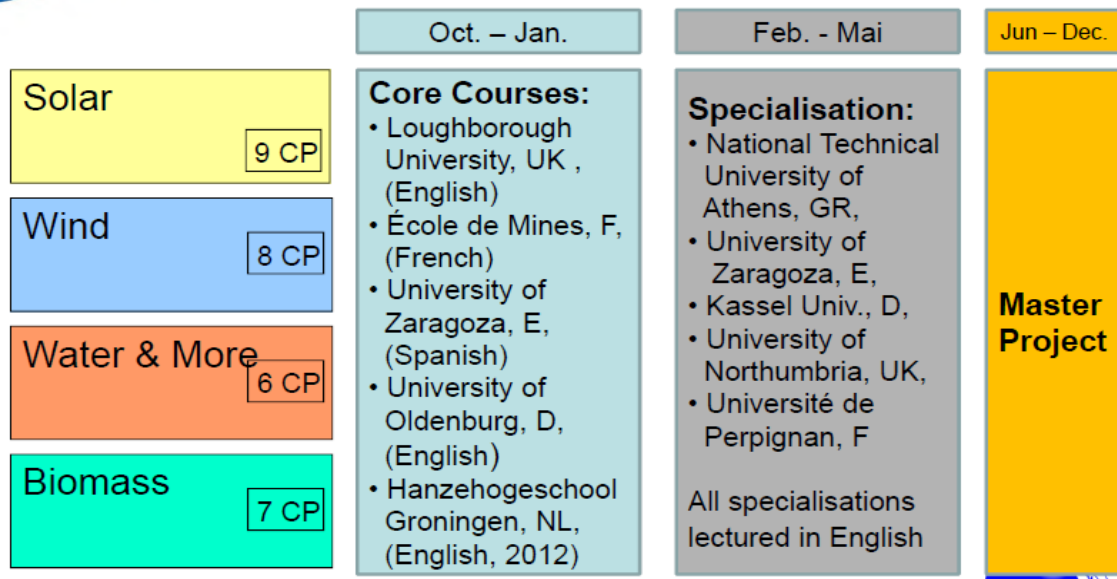 Oct. – Jan.
Feb. - Mai
Jun – Dec.
Solar
9 CP
Wind
8 CP
Water & More
6 CP
Biomass
7 CP
Core Courses:
• Loughborough
University, UK ,
(English)
• École de Mines, F,
(French)
• University of
Zaragoza, E,
(Spanish)
• University of
Oldenburg, D,
(English)
• Hanzehogeschool
Groningen, NL,
(English, 2012)
Specialisation:
• National Technical
University of
Athens, GR,
• University of
Zaragoza, E,
• Kassel Univ., D,
• University of
Northumbria, UK,
• Université de
Perpignan, F
All specialisations
lectured in English
Master
Project